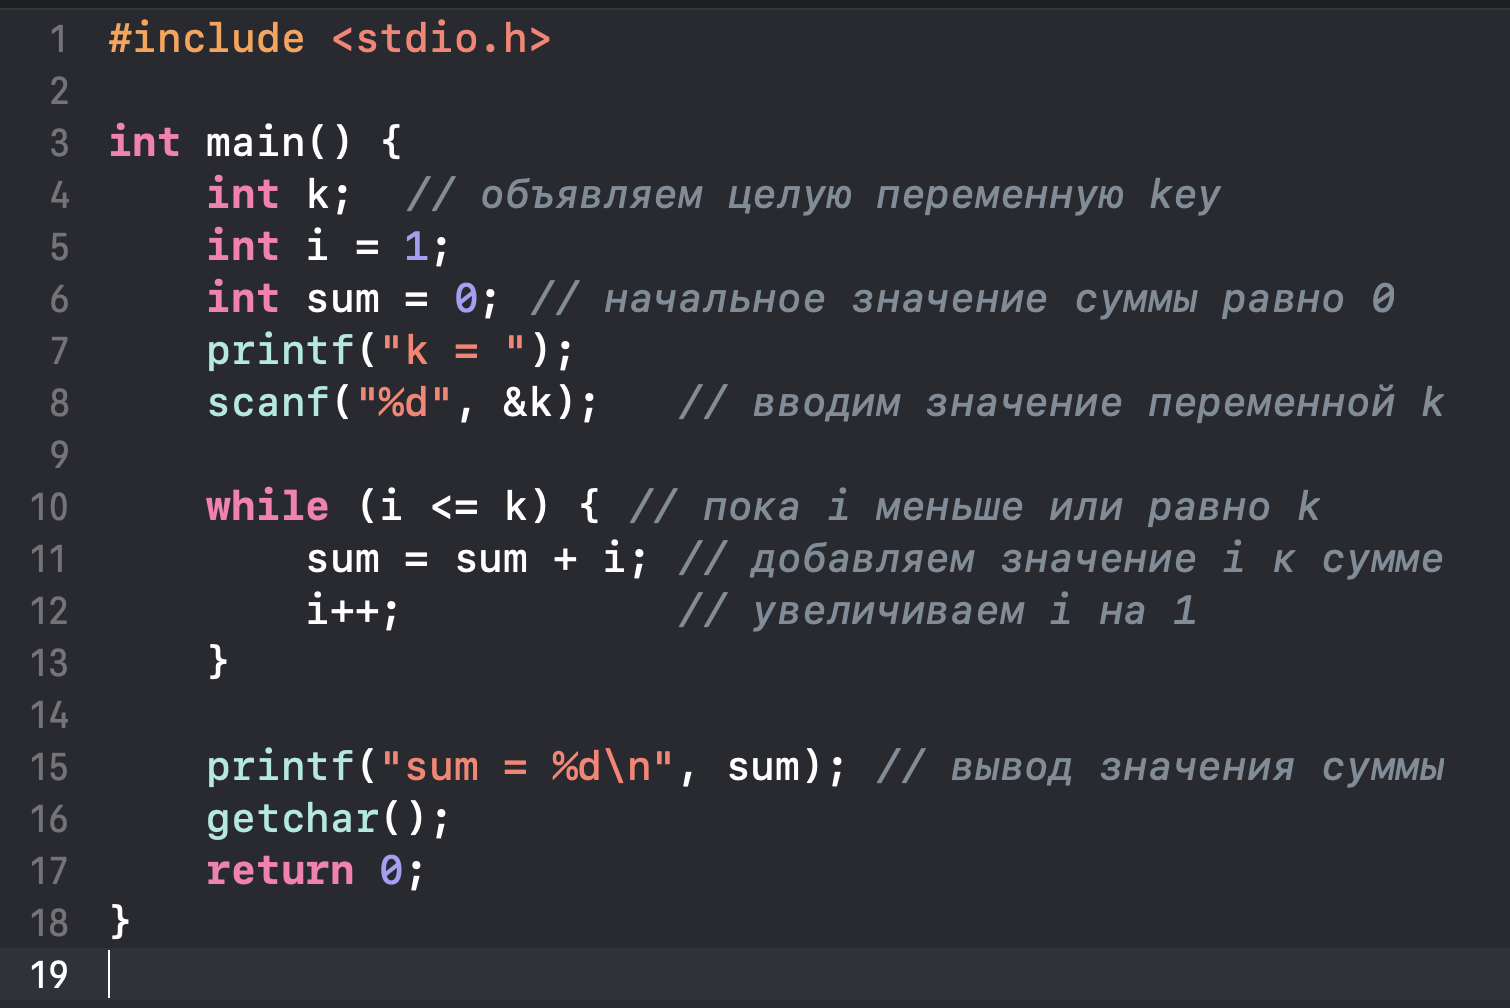 1 #include <stdio.h>
2
3 int main() {
4     int k;  // объявляем целую переменную key
5     int i = 1;
6     int sum = 0; // начальное значение суммы равно 0
7     printf("k = ");
8     scanf("%d", &k);   // вводим значение переменной k
9
10     while (i <= k) { // пока i меньше или равно k
11         sum = sum + i; // добавляем значение i к сумме
12         i++;           // увеличиваем i на 1
13     }
14
15     printf("sum = %d\n", sum); // вывод значения суммы
16     getchar();
17     return 0;
18 }
19